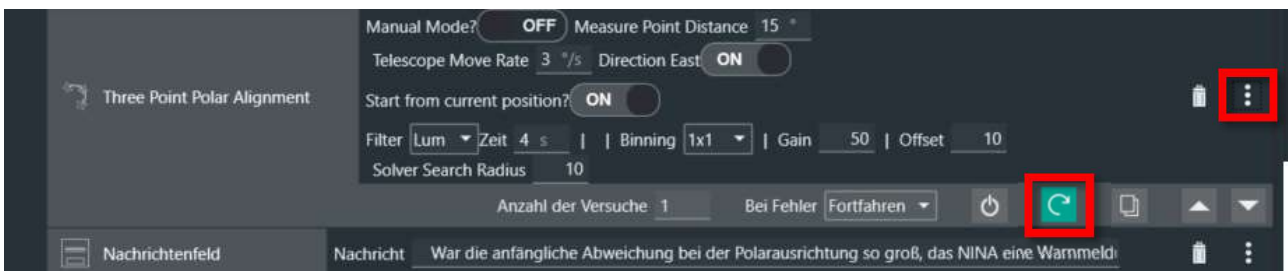 Manual Mode? OFF Measure Point Distance 15 °
Telescope Move Rate 3 °/s Direction East ON
Three Point Polar Alignment
Start from current position? ON
Filter Lum Zeit 4 s | | Binning 1x1 | Gain 50 | Offset 10
Solver Search Radius 10
Anzahl der Versuche 1 Bei Fehler Fortfahren
Nachrichtenfeld Nachricht War die anfängliche Abweichung bei der Polarausrichtung so groß, das NINA eine Warnmeld